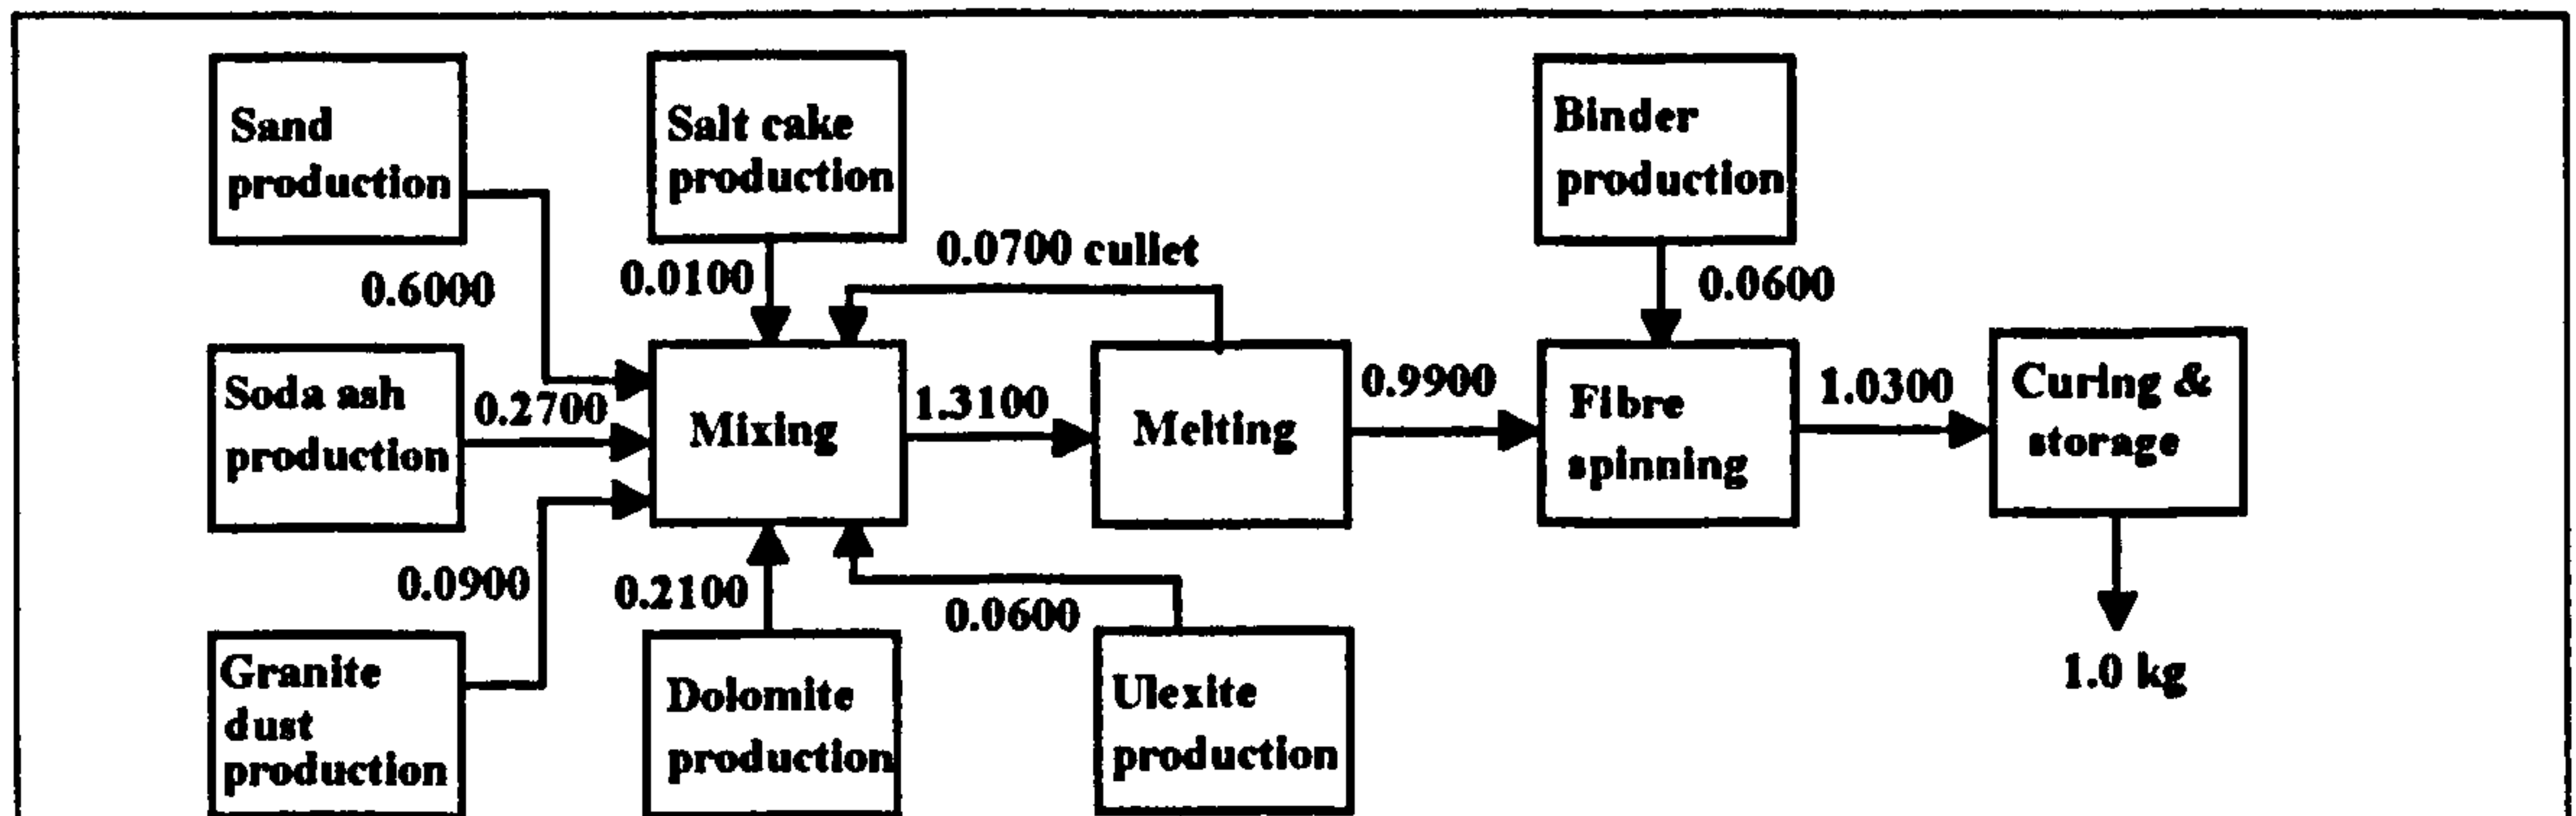 Sand
production
Salt cake
production
Binder
production
0.6000
0.0100
0.0700 cullet
0.0600
Soda ash
production
0.2700
Mixing
1.3100
Melting
0.9900
Fibre
spinning
1.0300
Curing &
storage
0.0900
0.2100
0.0600
1.0 kg
Granite
dust
production
Dolomite
production
Ulexite
production